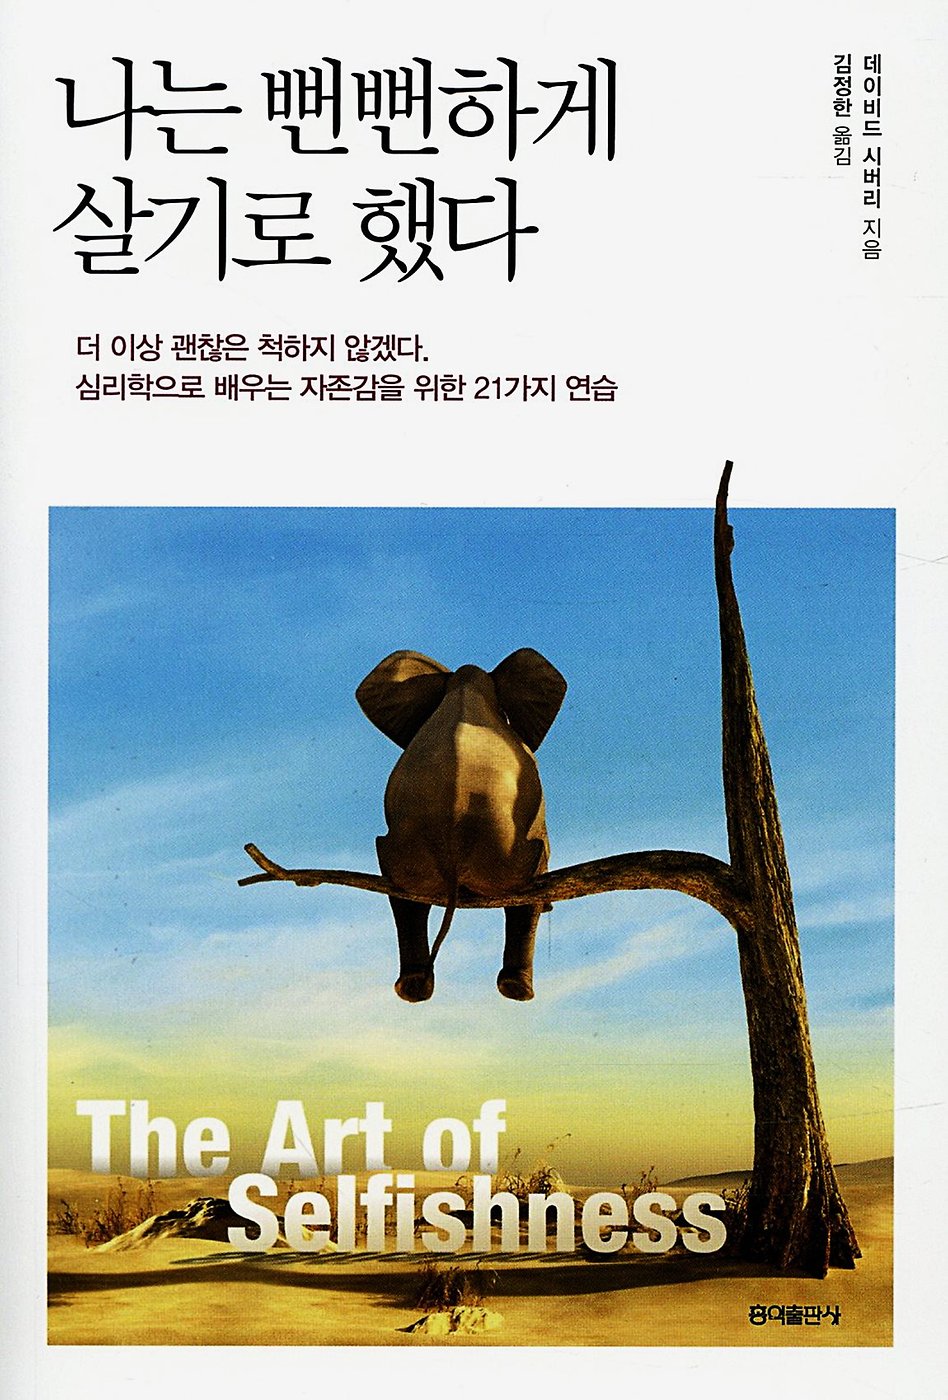 나는 뻔뻔하게
살기로 했다
데이비드 시버리 지음
김정한 옮김
더 이상 괜찮은 척하지 않겠다.
심리학으로 배우는 자존감을 위한 21가지 연습
The Art of
Selfishness
홍익출판사